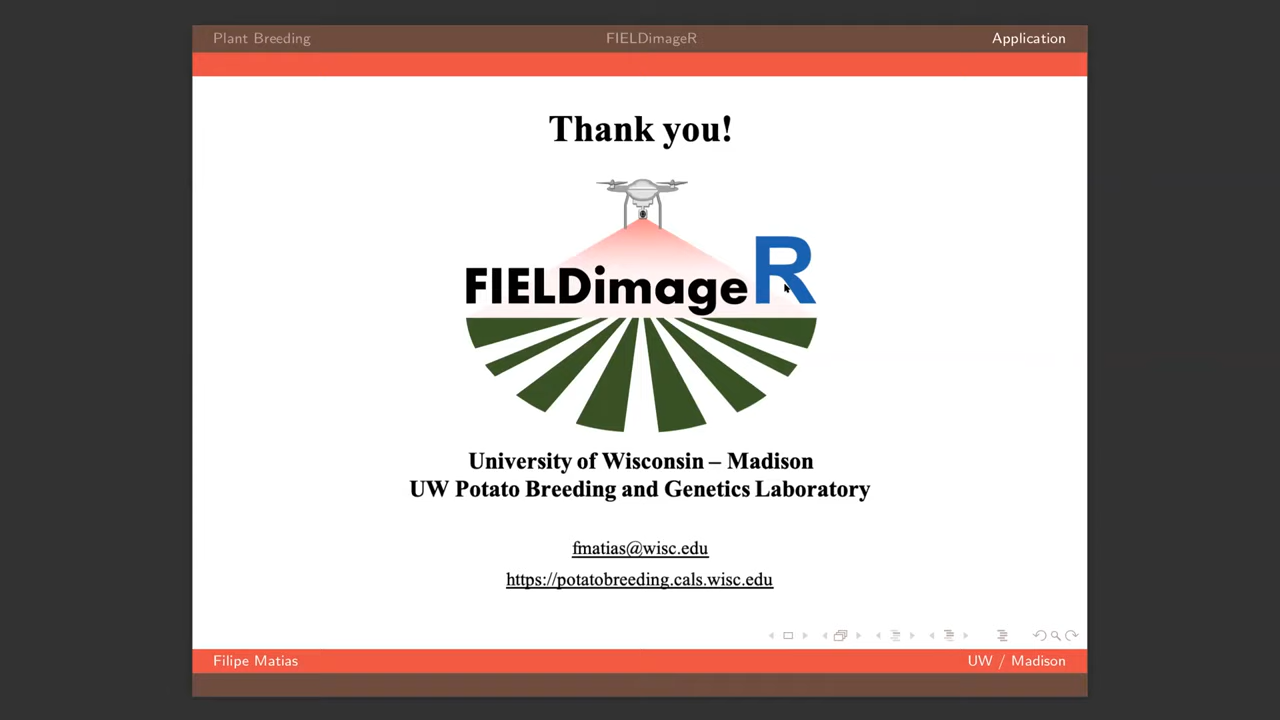 Plant Breeding FIELDimageR Application
Thank you!
FIELDimageR
University of Wisconsin – Madison
UW Potato Breeding and Genetics Laboratory
fmatias@wisc.edu
https://potatobreeding.cals.wisc.edu
Filipe Matias UW / Madison